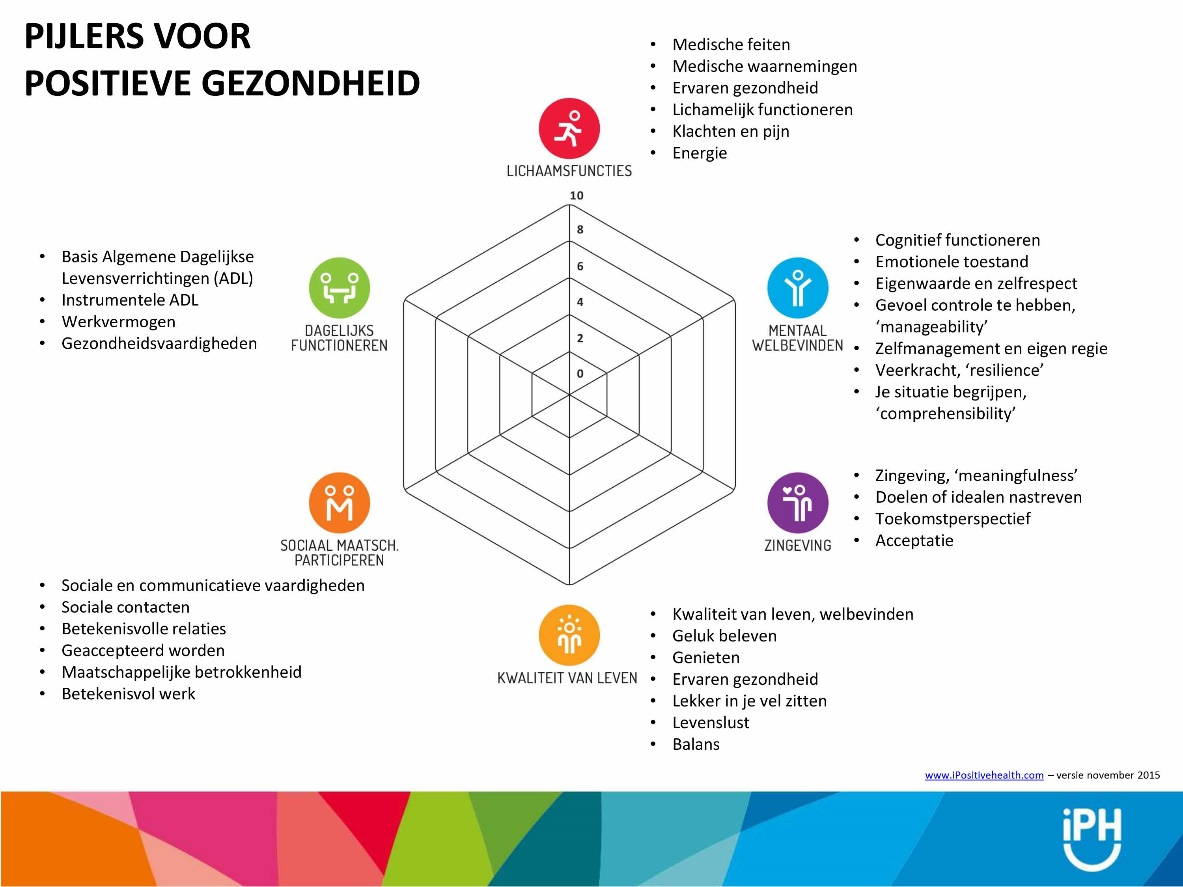 PIJLERS VOOR
POSITIEVE GEZONDHEID
• Medische feiten
• Medische waarnemingen
• Ervaren gezondheid
• Lichamelijk functioneren
• Klachten en pijn
• Energie
LICHAAMSFUNCTIES
10
8
6
4
2
0
• Cognitief functioneren
• Emotionele toestand
• Eigenwaarde en zelfrespect
• Gevoel controle te hebben,
‘manageability’
• Zelfmanagement en eigen regie
• Veerkracht, ‘resilience’
• Je situatie begrijpen,
‘comprehensibility’
MENTAAL
WELBEVINDEN
• Basis Algemene Dagelijkse
Levensverrichtingen (ADL)
• Instrumentele ADL
• Werkvermogen
• Gezondheidsvaardigheden
DAGELIJKS
FUNCTIONEREN
• Zingeving, ‘meaningfulness’
• Doelen of idealen nastreven
• Toekomstperspectief
• Acceptatie
ZINGEVING
SOCIAAL MAATSCH.
PARTICIPEREN
• Sociale en communicatieve vaardigheden
• Sociale contacten
• Betekenisvolle relaties
• Geaccepteerd worden
• Maatschappelijke betrokkenheid
• Betekenisvol werk
KWALITEIT VAN LEVEN
• Kwaliteit van leven, welbevinden
• Geluk beleven
• Genieten
• Ervaren gezondheid
• Lekker in je vel zitten
• Levenslust
• Balans
www.iPositivehealth.com – versie november 2015
iPH